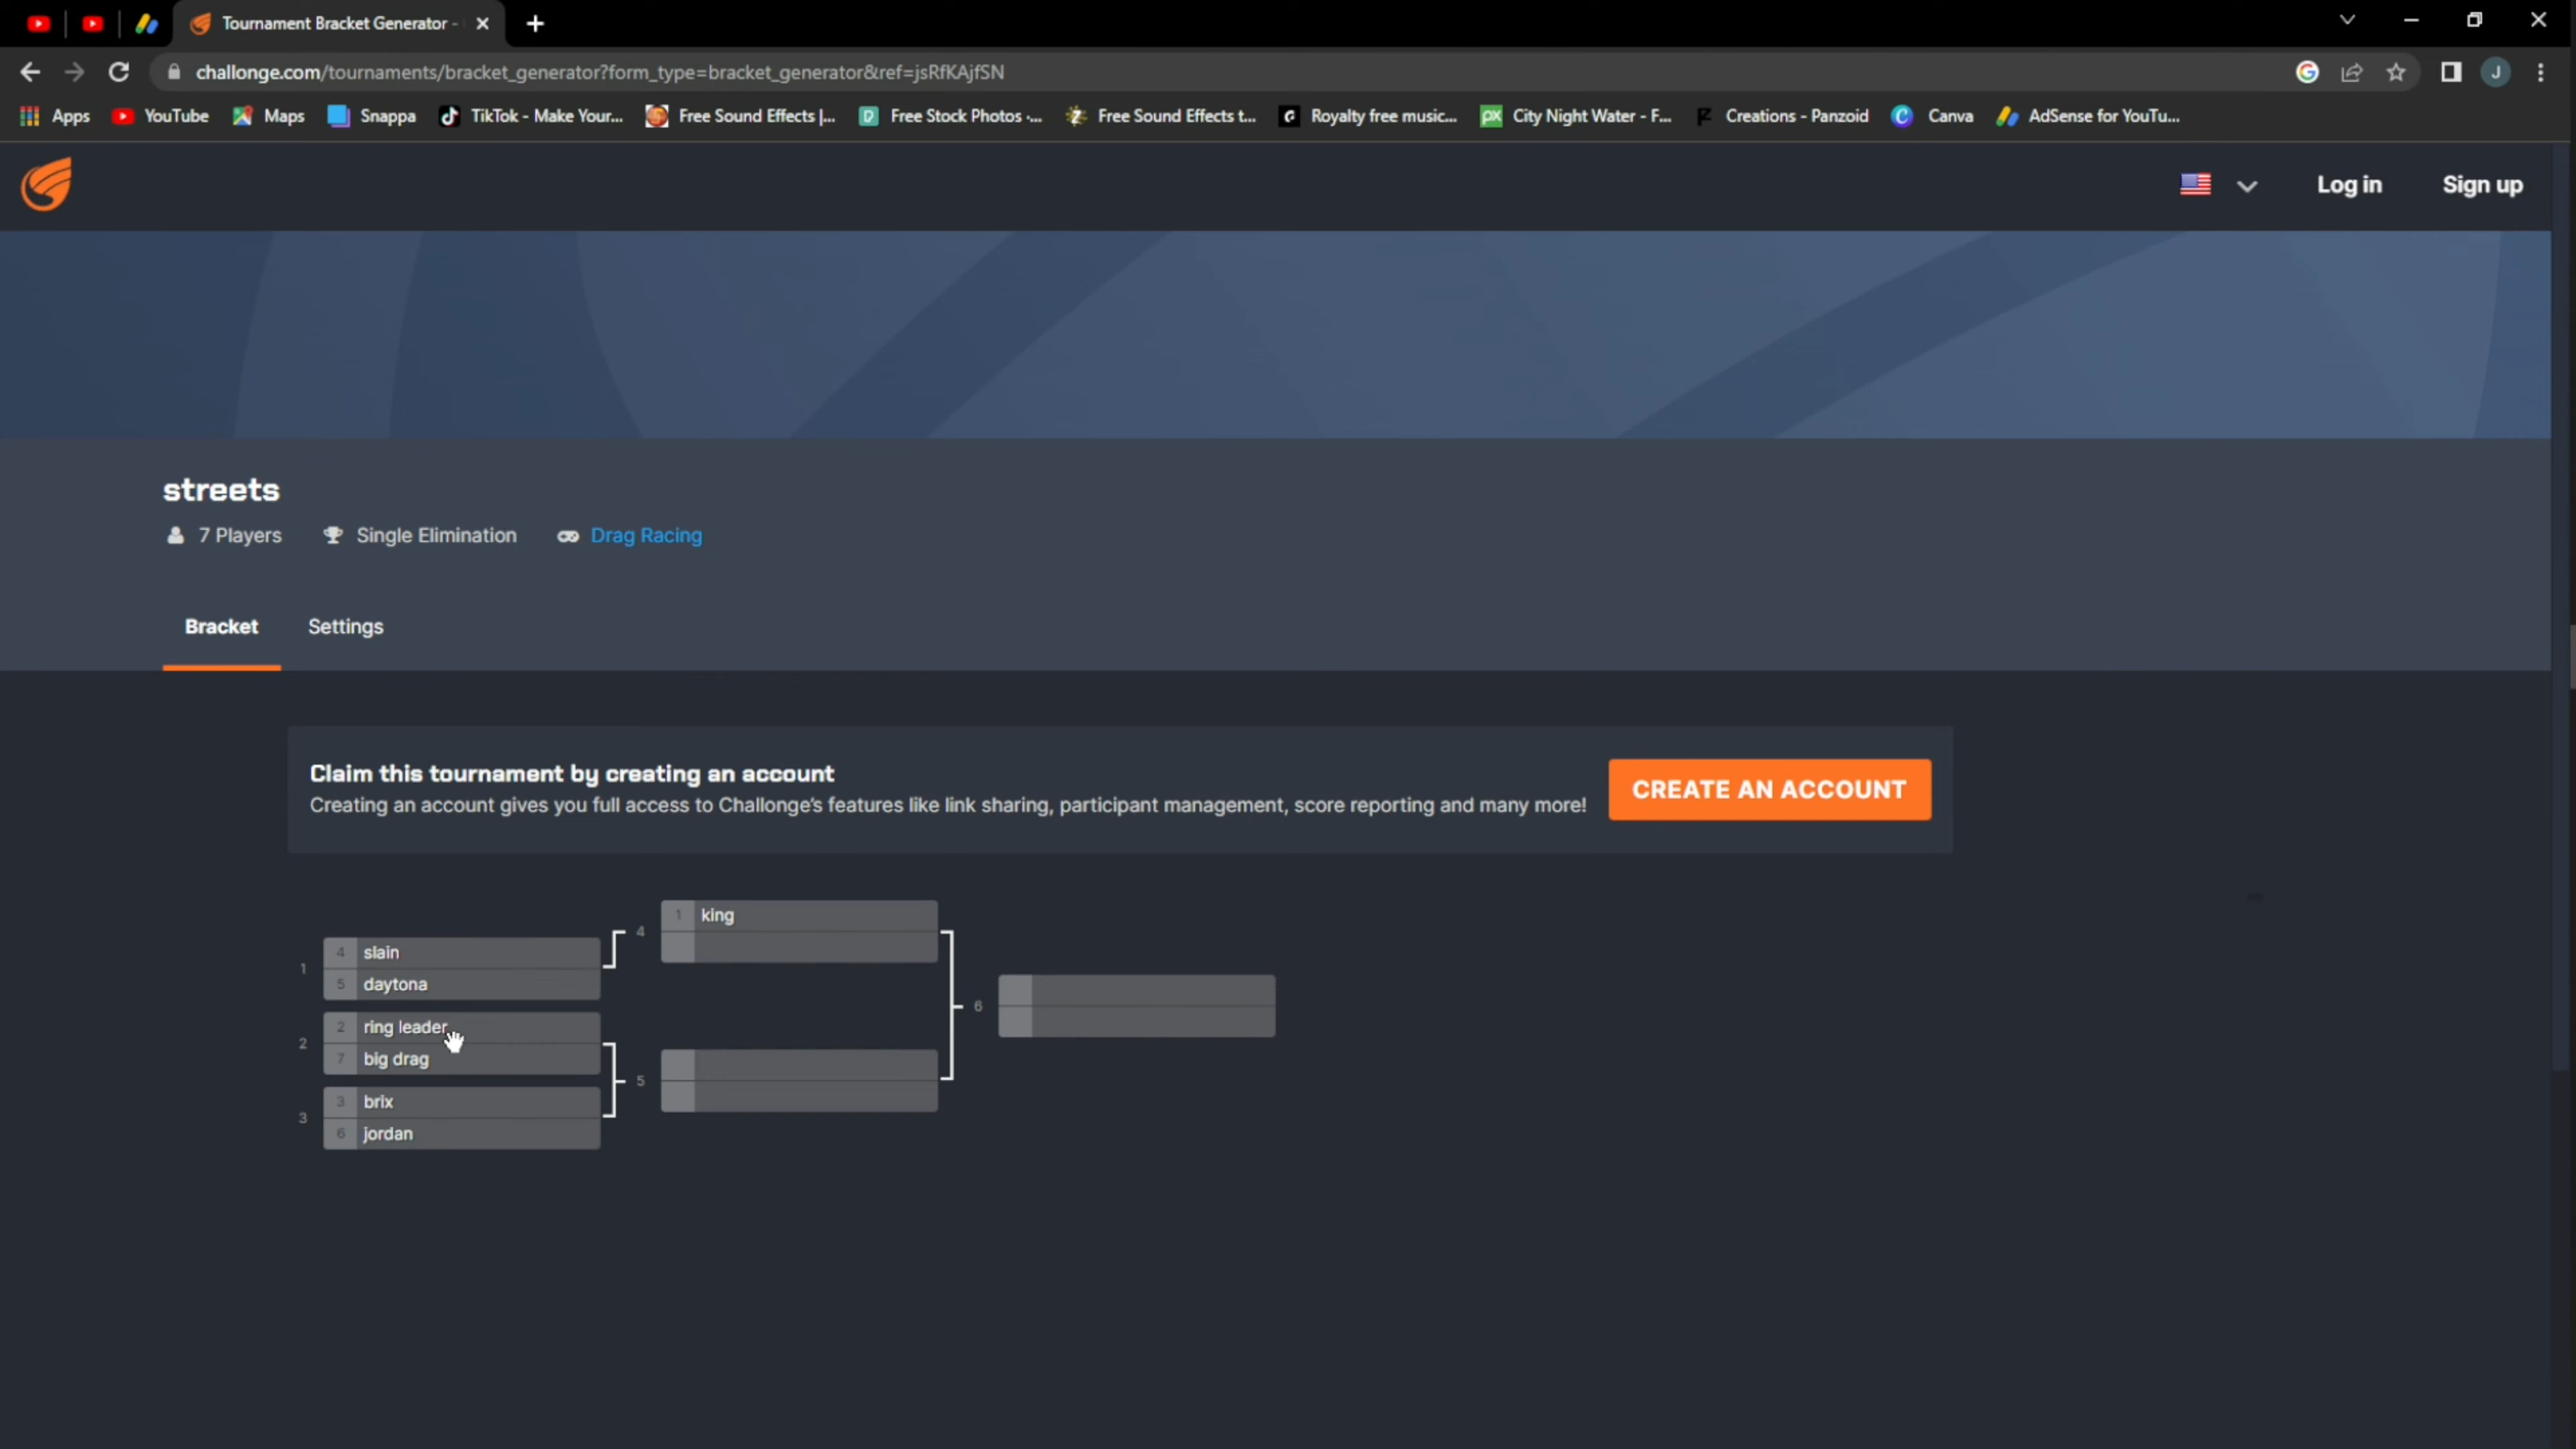 Tournament Bracket Generator -
challonge.com/tournaments/bracket_generator?form_type=bracket_generator&ref=jsRfKAjfSN
J
Apps YouTube Maps Snappa TikTok - Make Your... Free Sound Effects |... Free Stock Photos -... Free Sound Effects t... Royalty free music... City Night Water - F... Creations - Panzoid Canva AdSense for YouTu...
Log in Sign up
streets
7 Players Single Elimination Drag Racing
Bracket Settings
Claim this tournament by creating an account
Creating an account gives you full access to Challonge's features like link sharing, participant management, score reporting and many more!
CREATE AN ACCOUNT
1
4 slain
5 daytona
2
2 ring leader
7 big drag
3
3 brix
6 jordan
4
1 king
5
6